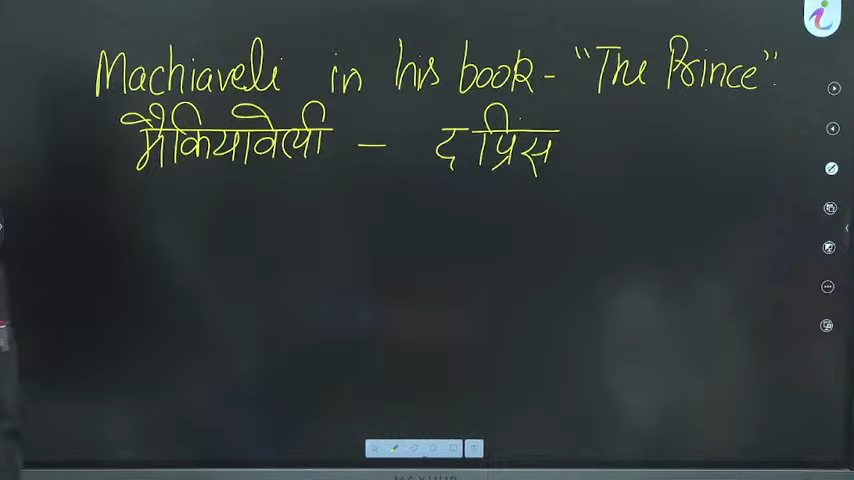 Machiaveli in his book - "The Prince".
मैकियावेली - द प्रिंस